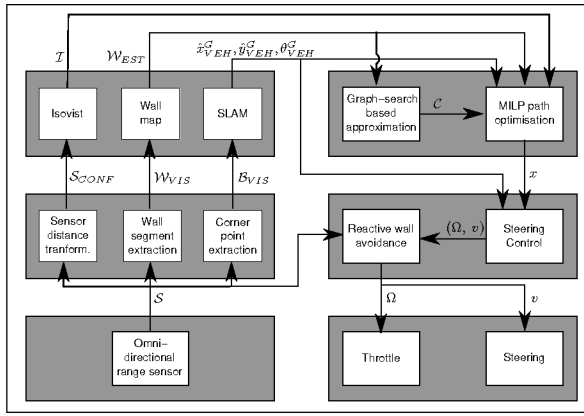 𝓘
𝓦_EST
x̂^G_VEH, ŷ^G_VEH, θ^G_VEH
Isovist
Wall
map
SLAM
Graph−search
based
approximation
𝓒
MILP path
optimisation
𝓢_CONF
𝓦_VIS
𝓑_VIS
x
Sensor
distance
tranform.
Wall
segment
extraction
Corner
point
extraction
Reactive wall
avoidance
(Ω, v)
Steering
Control
𝓢
Ω
v
Omni−
directional
range sensor
Throttle
Steering